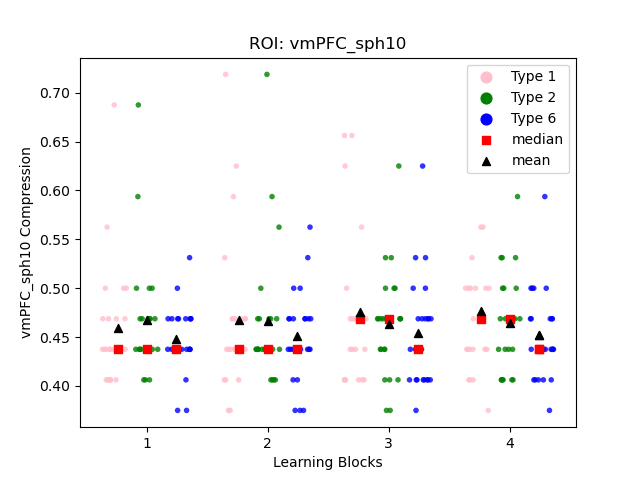 ROI: vmPFC_sph10
Type 1
Type 2
Type 6
median
mean
vmPFC_sph10 Compression
0.70
0.65
0.60
0.55
0.50
0.45
0.40
1 2 3 4
Learning Blocks